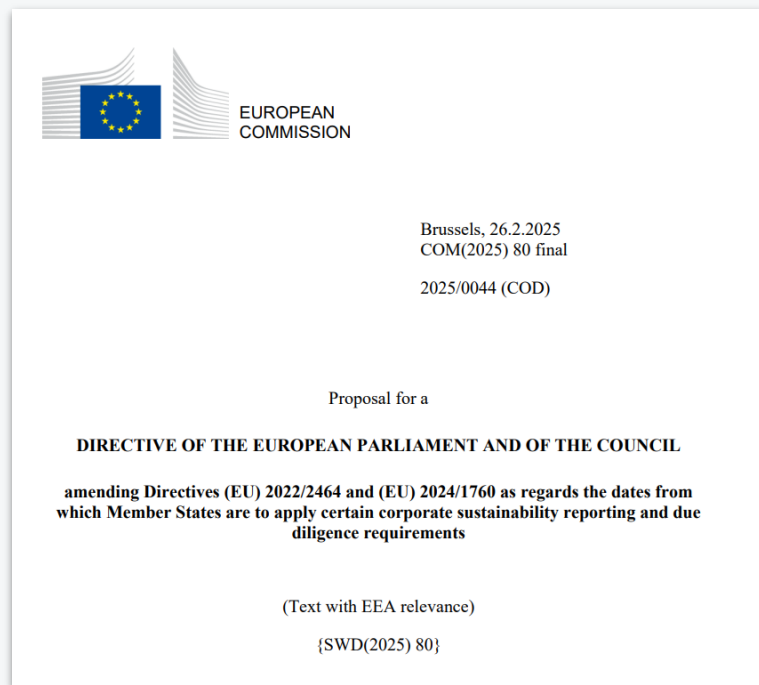 EUROPEAN
COMMISSION
Brussels, 26.2.2025
COM(2025) 80 final
2025/0044 (COD)
Proposal for a
DIRECTIVE OF THE EUROPEAN PARLIAMENT AND OF THE COUNCIL
amending Directives (EU) 2022/2464 and (EU) 2024/1760 as regards the dates from
which Member States are to apply certain corporate sustainability reporting and due
diligence requirements
(Text with EEA relevance)
{SWD(2025) 80}